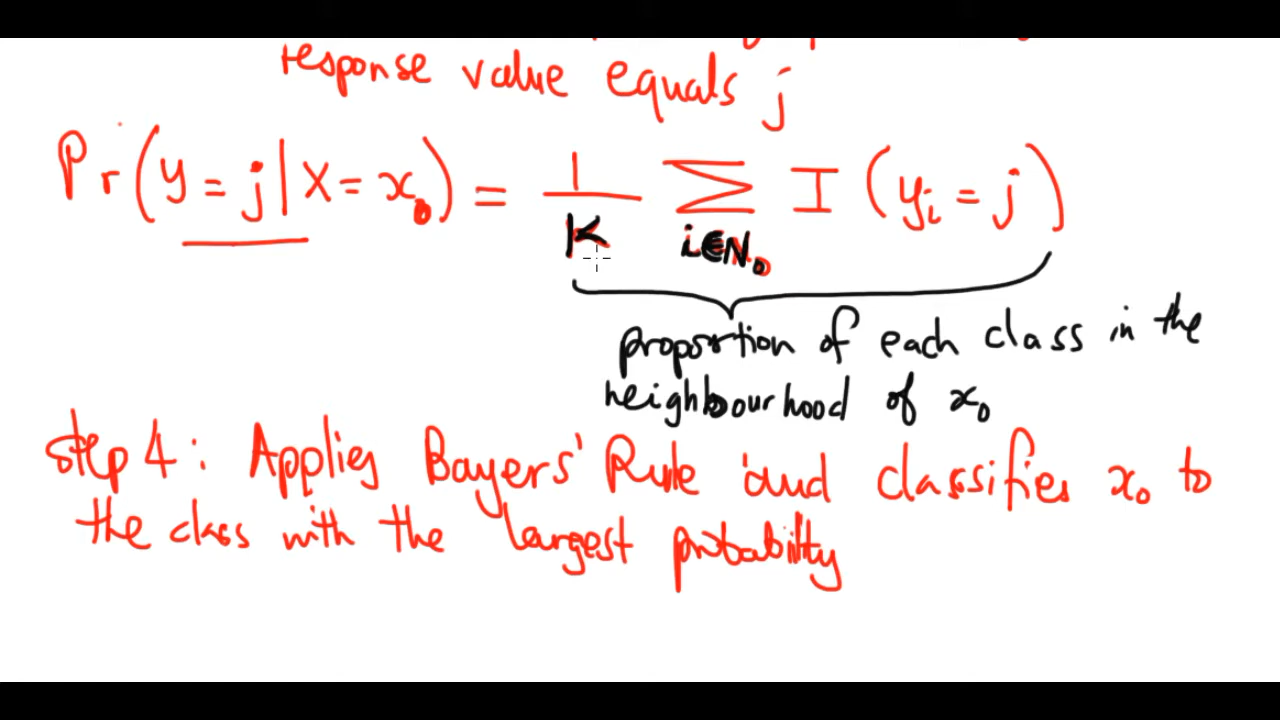 response value equals j
Pr(y = j | X = x₀) = 1/K Σ i∈N₀ I (yᵢ = j)
proportion of each class in the
neighbourhood of x₀
Step 4: Applies Bayers' Rule and classifies x₀ to
the class with the largest probability